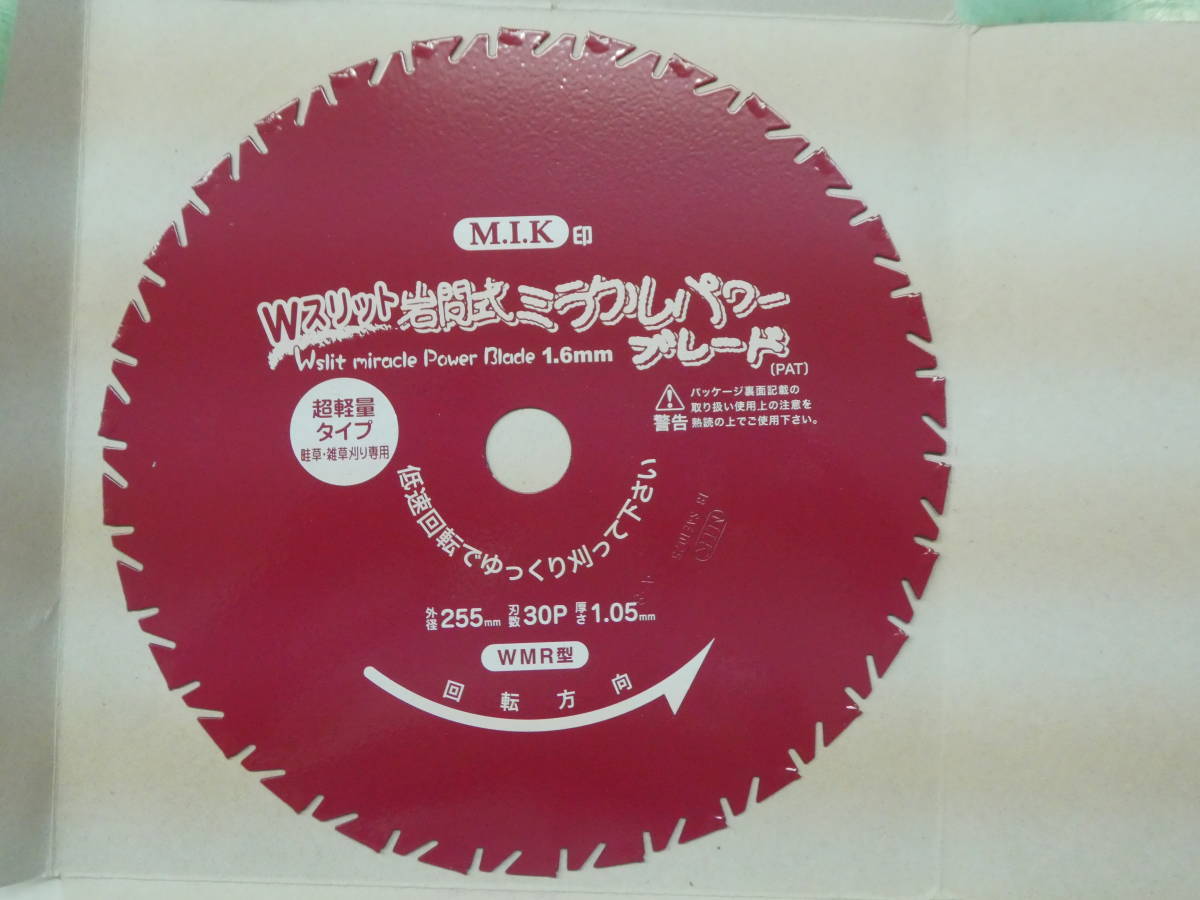 M.I.K 印
Wスリット 岩間式 ミラクルパワー
ブレード
Wslit miracle Power Blade 1.6mm
(PAT)
超軽量
タイプ
畦草・雑草刈り専用
警告
パッケージ裏面記載の
取り扱い使用上の注意を
熟読の上でご使用下さい。
低速回転でゆっくり刈って下さい
M.I.K
外径255mm 刃数30P 厚さ1.05mm
WMR型
回転方向